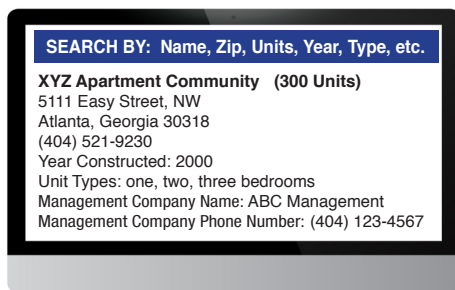 SEARCH BY: Name, Zip, Units, Year, Type, etc.
XYZ Apartment Community (300 Units)
5111 Easy Street, NW
Atlanta, Georgia 30318
(404) 521-9230
Year Constructed: 2000
Unit Types: one, two, three bedrooms
Management Company Name: ABC Management
Management Company Phone Number: (404) 123-4567